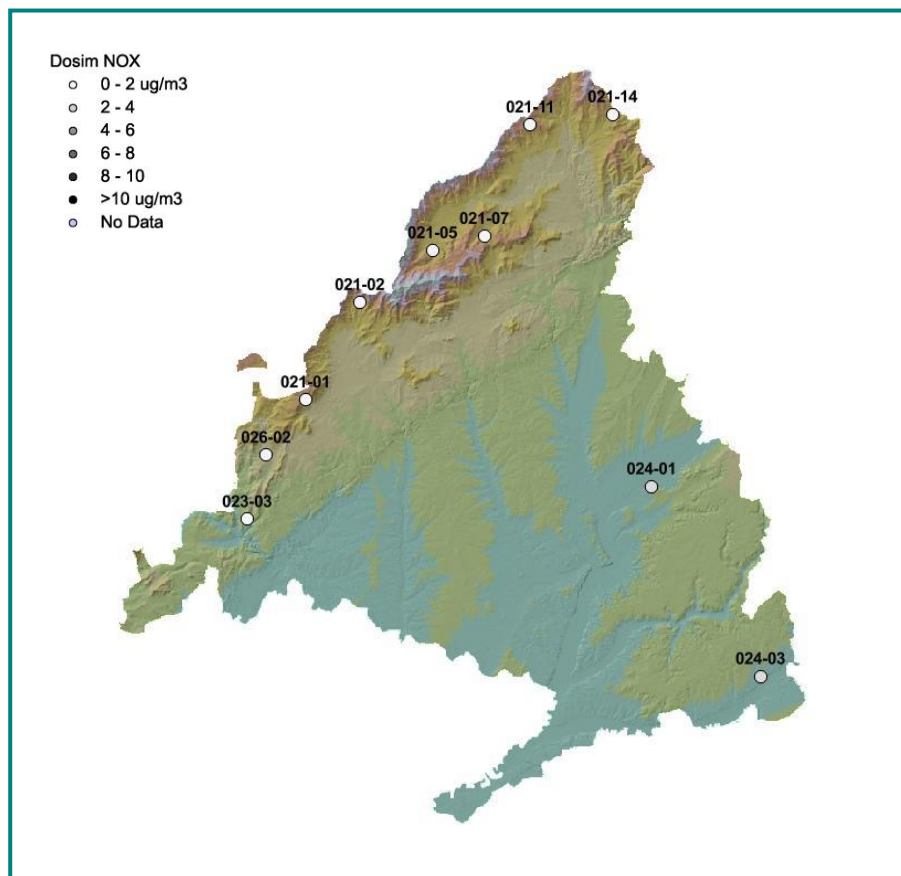 Dosim NOX
0 - 2 ug/m3
2 - 4
4 - 6
6 - 8
8 - 10
>10 ug/m3
No Data
021-14
021-11
021-07
021-05
021-02
021-01
026-02
024-01
023-03
024-03